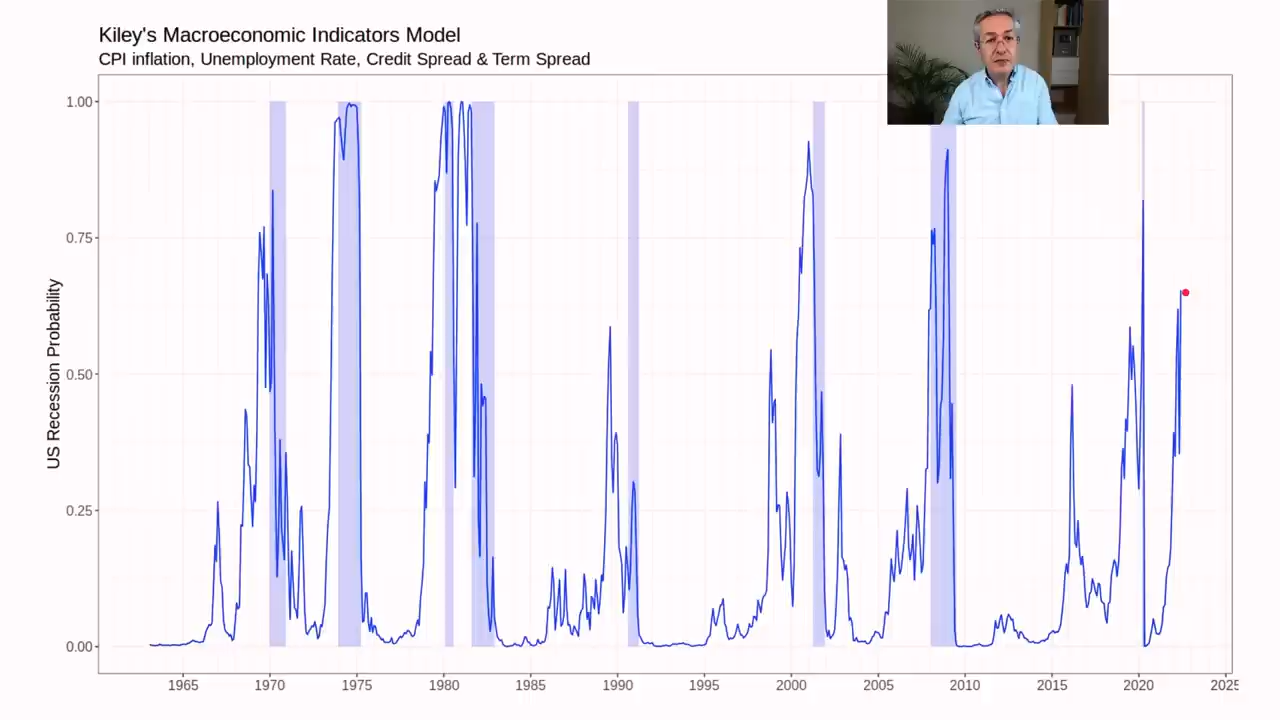 Kiley's Macroeconomic Indicators Model
CPI inflation, Unemployment Rate, Credit Spread & Term Spread
US Recession Probability
1.00
0.75
0.50
0.25
0.00
1965 1970 1975 1980 1985 1990 1995 2000 2005 2010 2015 2020 2025